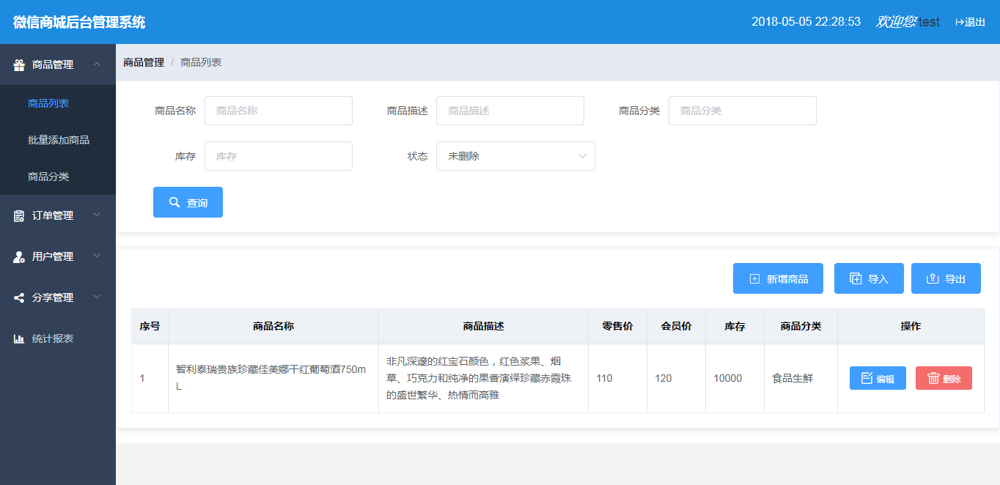 微信商城后台管理系统
2018-05-05 22:28:53 欢迎您test 退出
商品管理
商品列表
批量添加商品
商品分类
订单管理
用户管理
分享管理
统计报表
商品管理 / 商品列表
商品名称 商品名称 商品描述 商品描述 商品分类 商品分类
库存 库存 状态 未删除
查询
新增商品 导入 导出
序号 商品名称 商品描述 零售价 会员价 库存 商品分类 操作
1 智利泰瑞贵族珍藏佳美娜干红葡萄酒750m
L
非凡深邃的红宝石颜色，红色浆果、烟
草、巧克力和纯净的果香演绎珍藏赤霞珠
的盛世繁华、热情而高雅
110 120 10000 食品生鲜 编辑 删除